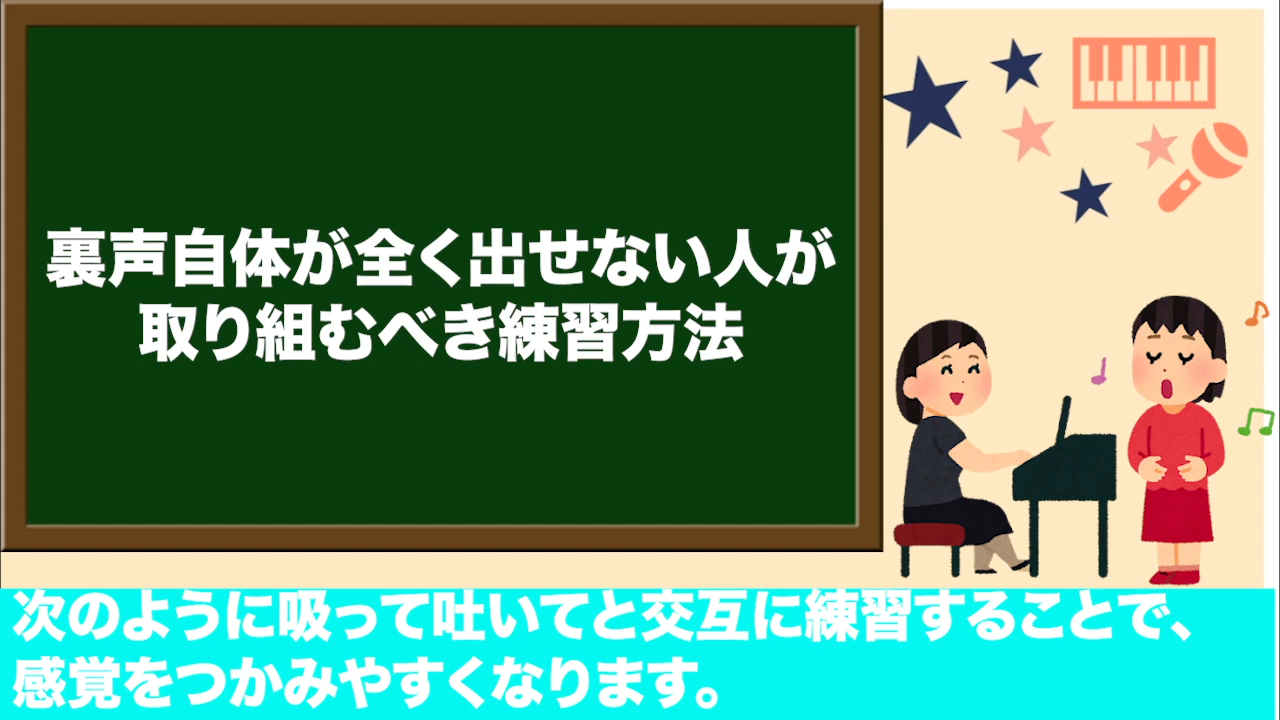 裏声自体が全く出せない人が
取り組むべき練習方法
次のように吸って吐いてと交互に練習することで、
感覚をつかみやすくなります。